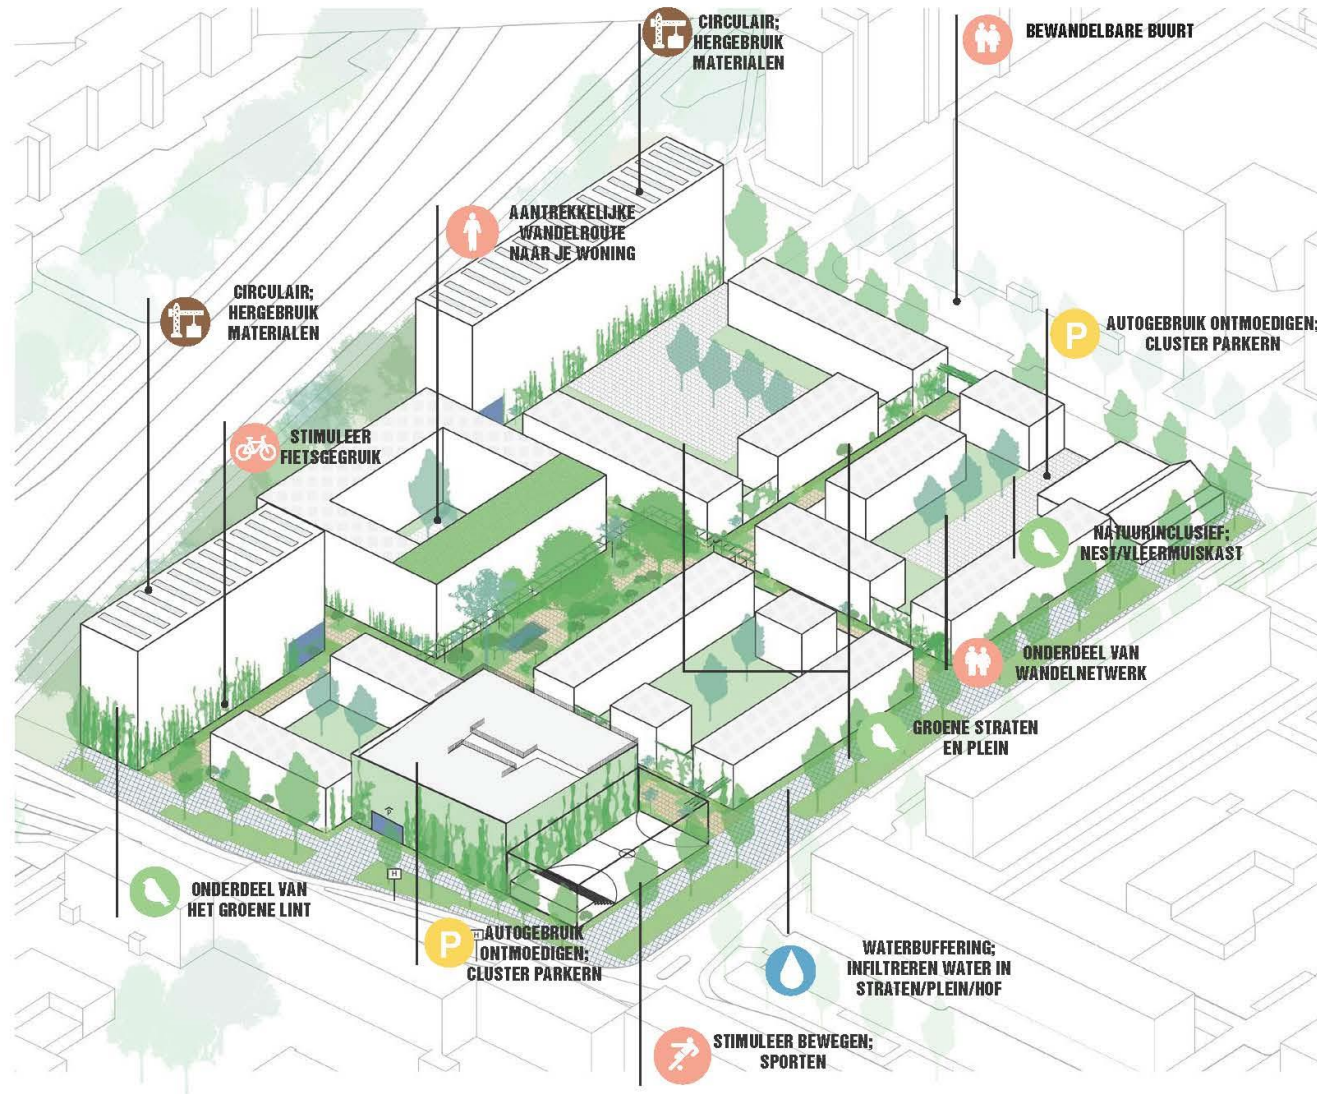 CIRCULAIR;
HERGEBRUIK
MATERIALEN
BEWANDELBARE BUURT
AANTREKKELIJKE
WANDELROUTE
NAAR JE WONING
CIRCULAIR;
HERGEBRUIK
MATERIALEN
P
AUTOGEBRUIK ONTMOEDIGEN;
CLUSTER PARKERN
STIMULEER
FIETSGEGRUIK
NATUURINCLUSIEF;
NEST/VLEERMUISKAST
ONDERDEEL VAN
WANDELNETWERK
GROENE STRATEN
EN PLEIN
H
ONDERDEEL VAN
HET GROENE LINT
P
H
AUTOGEBRUIK
ONTMOEDIGEN;
CLUSTER PARKERN
WATERBUFFERING;
INFILTREREN WATER IN
STRATEN/PLEIN/HOF
STIMULEER BEWEGEN;
SPORTEN